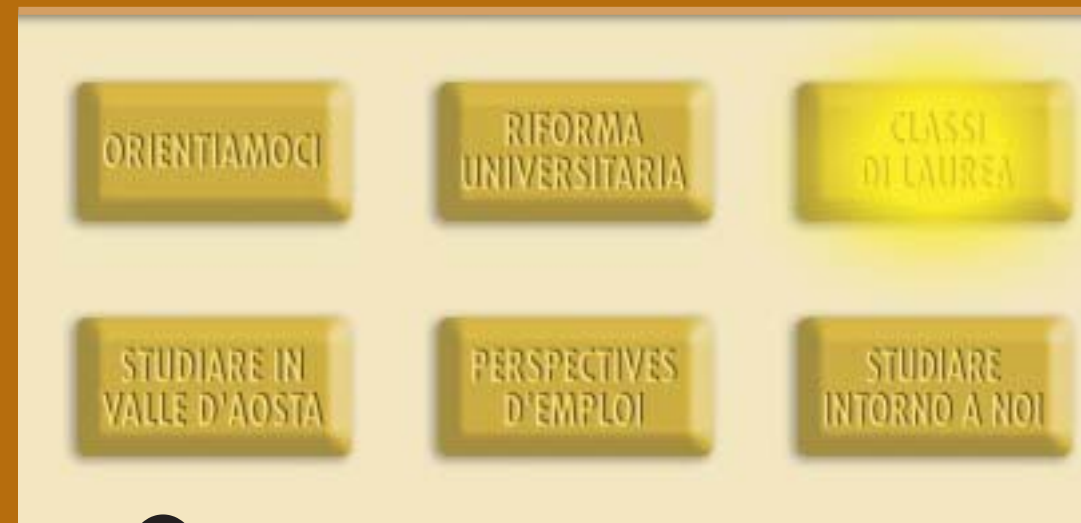 ORIENTIAMOCI
RIFORMA
UNIVERSITARIA
CLASSI
DI LAUREA
STUDIARE IN
VALLE D'AOSTA
PERSPECTIVES
D'EMPLOI
STUDIARE
INTORNO A NOI